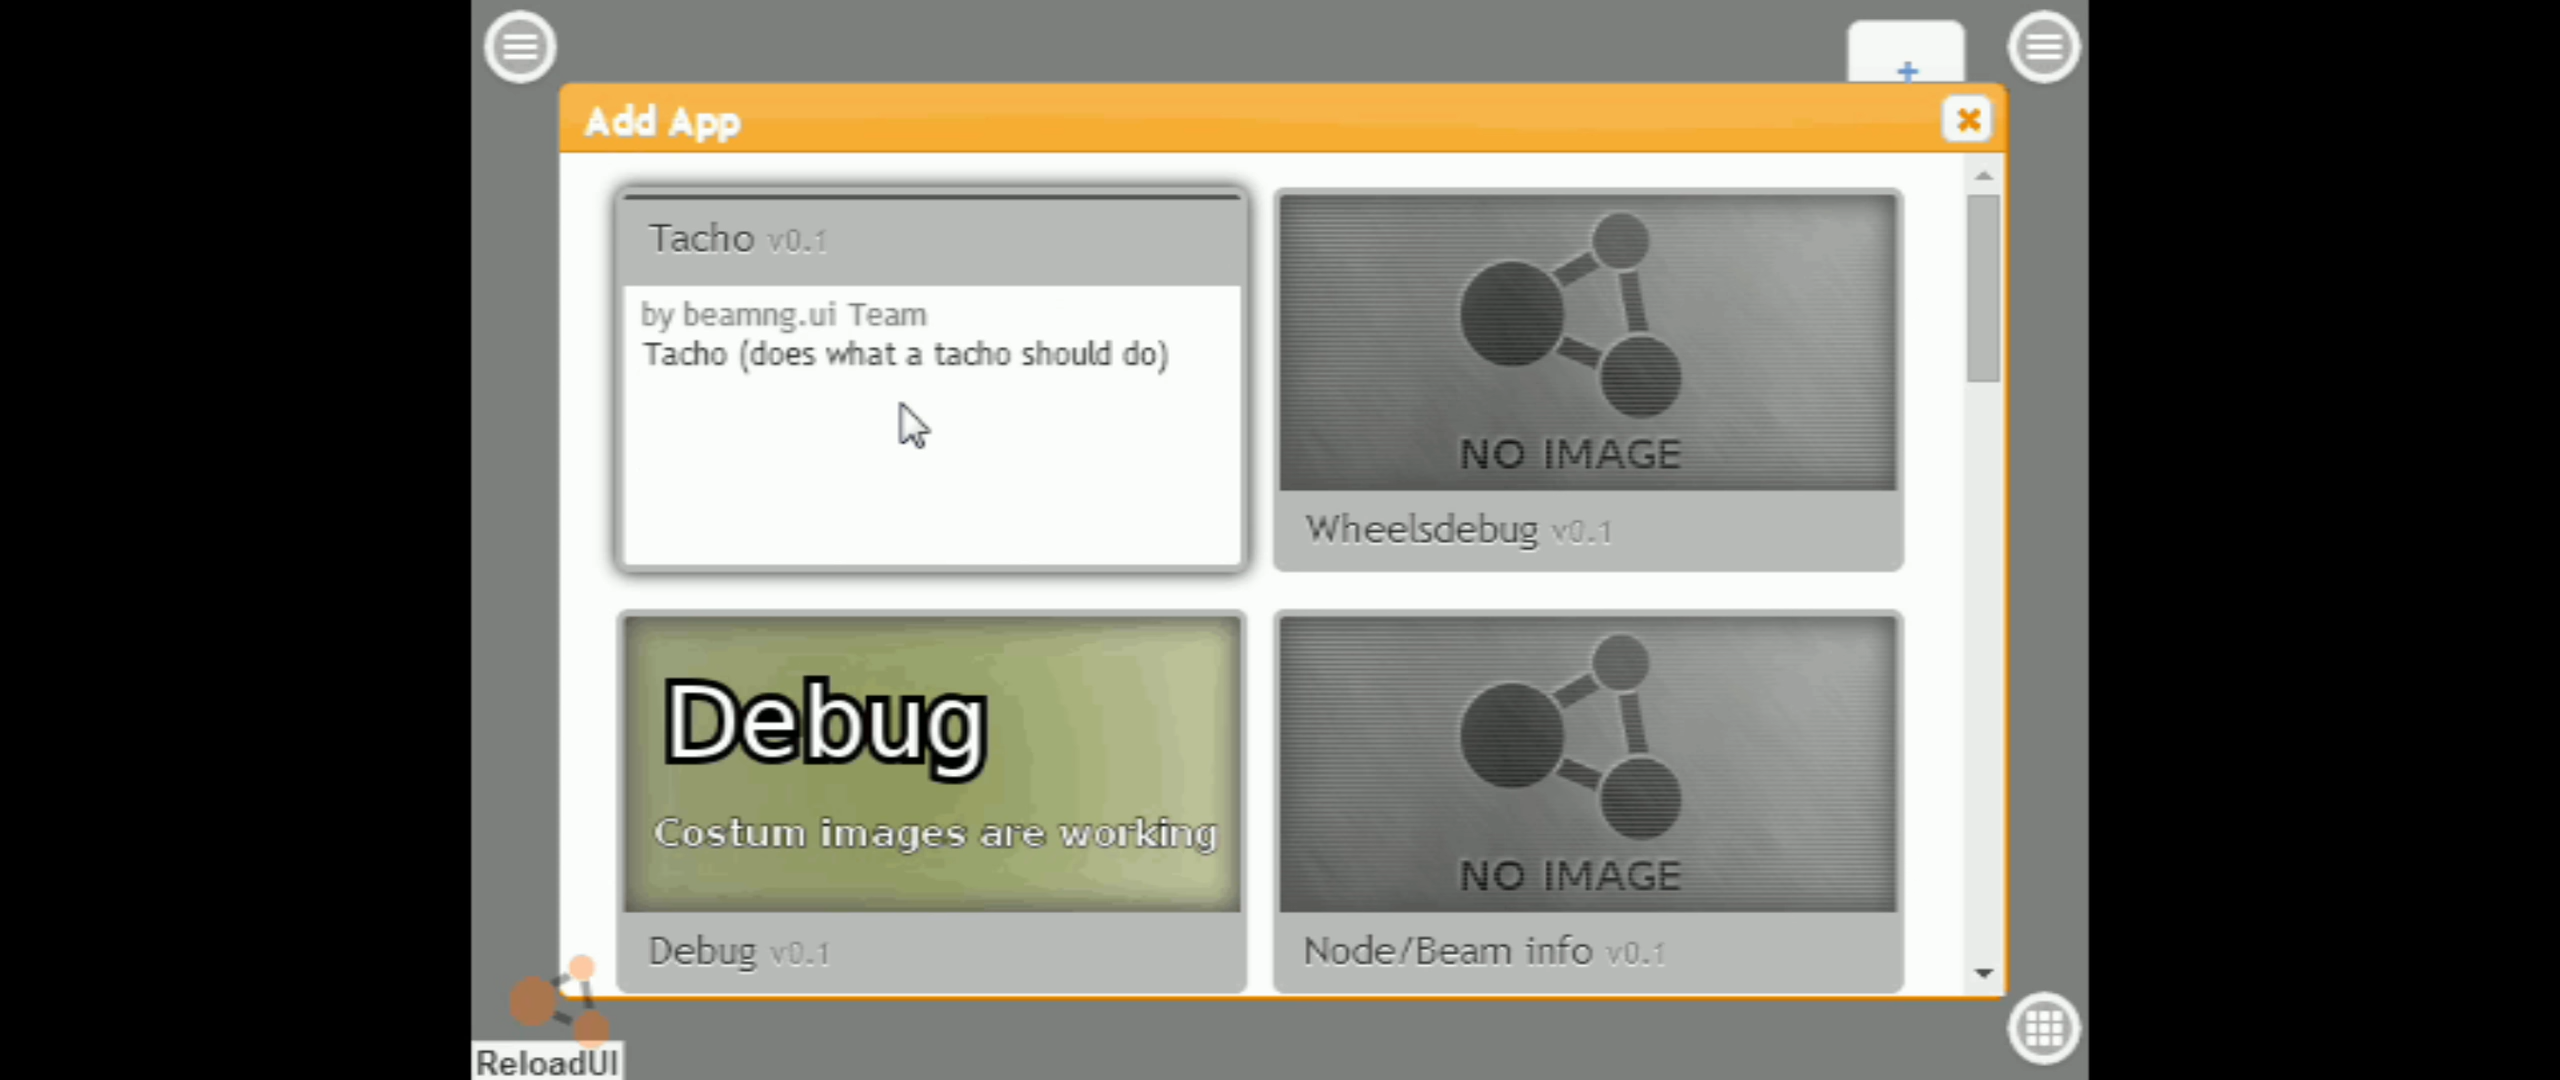 +
Add App
Tacho v0.1
by beamng.ui Team
Tacho (does what a tacho should do)
NO IMAGE
Wheelsdebug v0.1
Debug
Costum images are working
Debug v0.1
NO IMAGE
Node/Beam info v0.1
ReloadUI